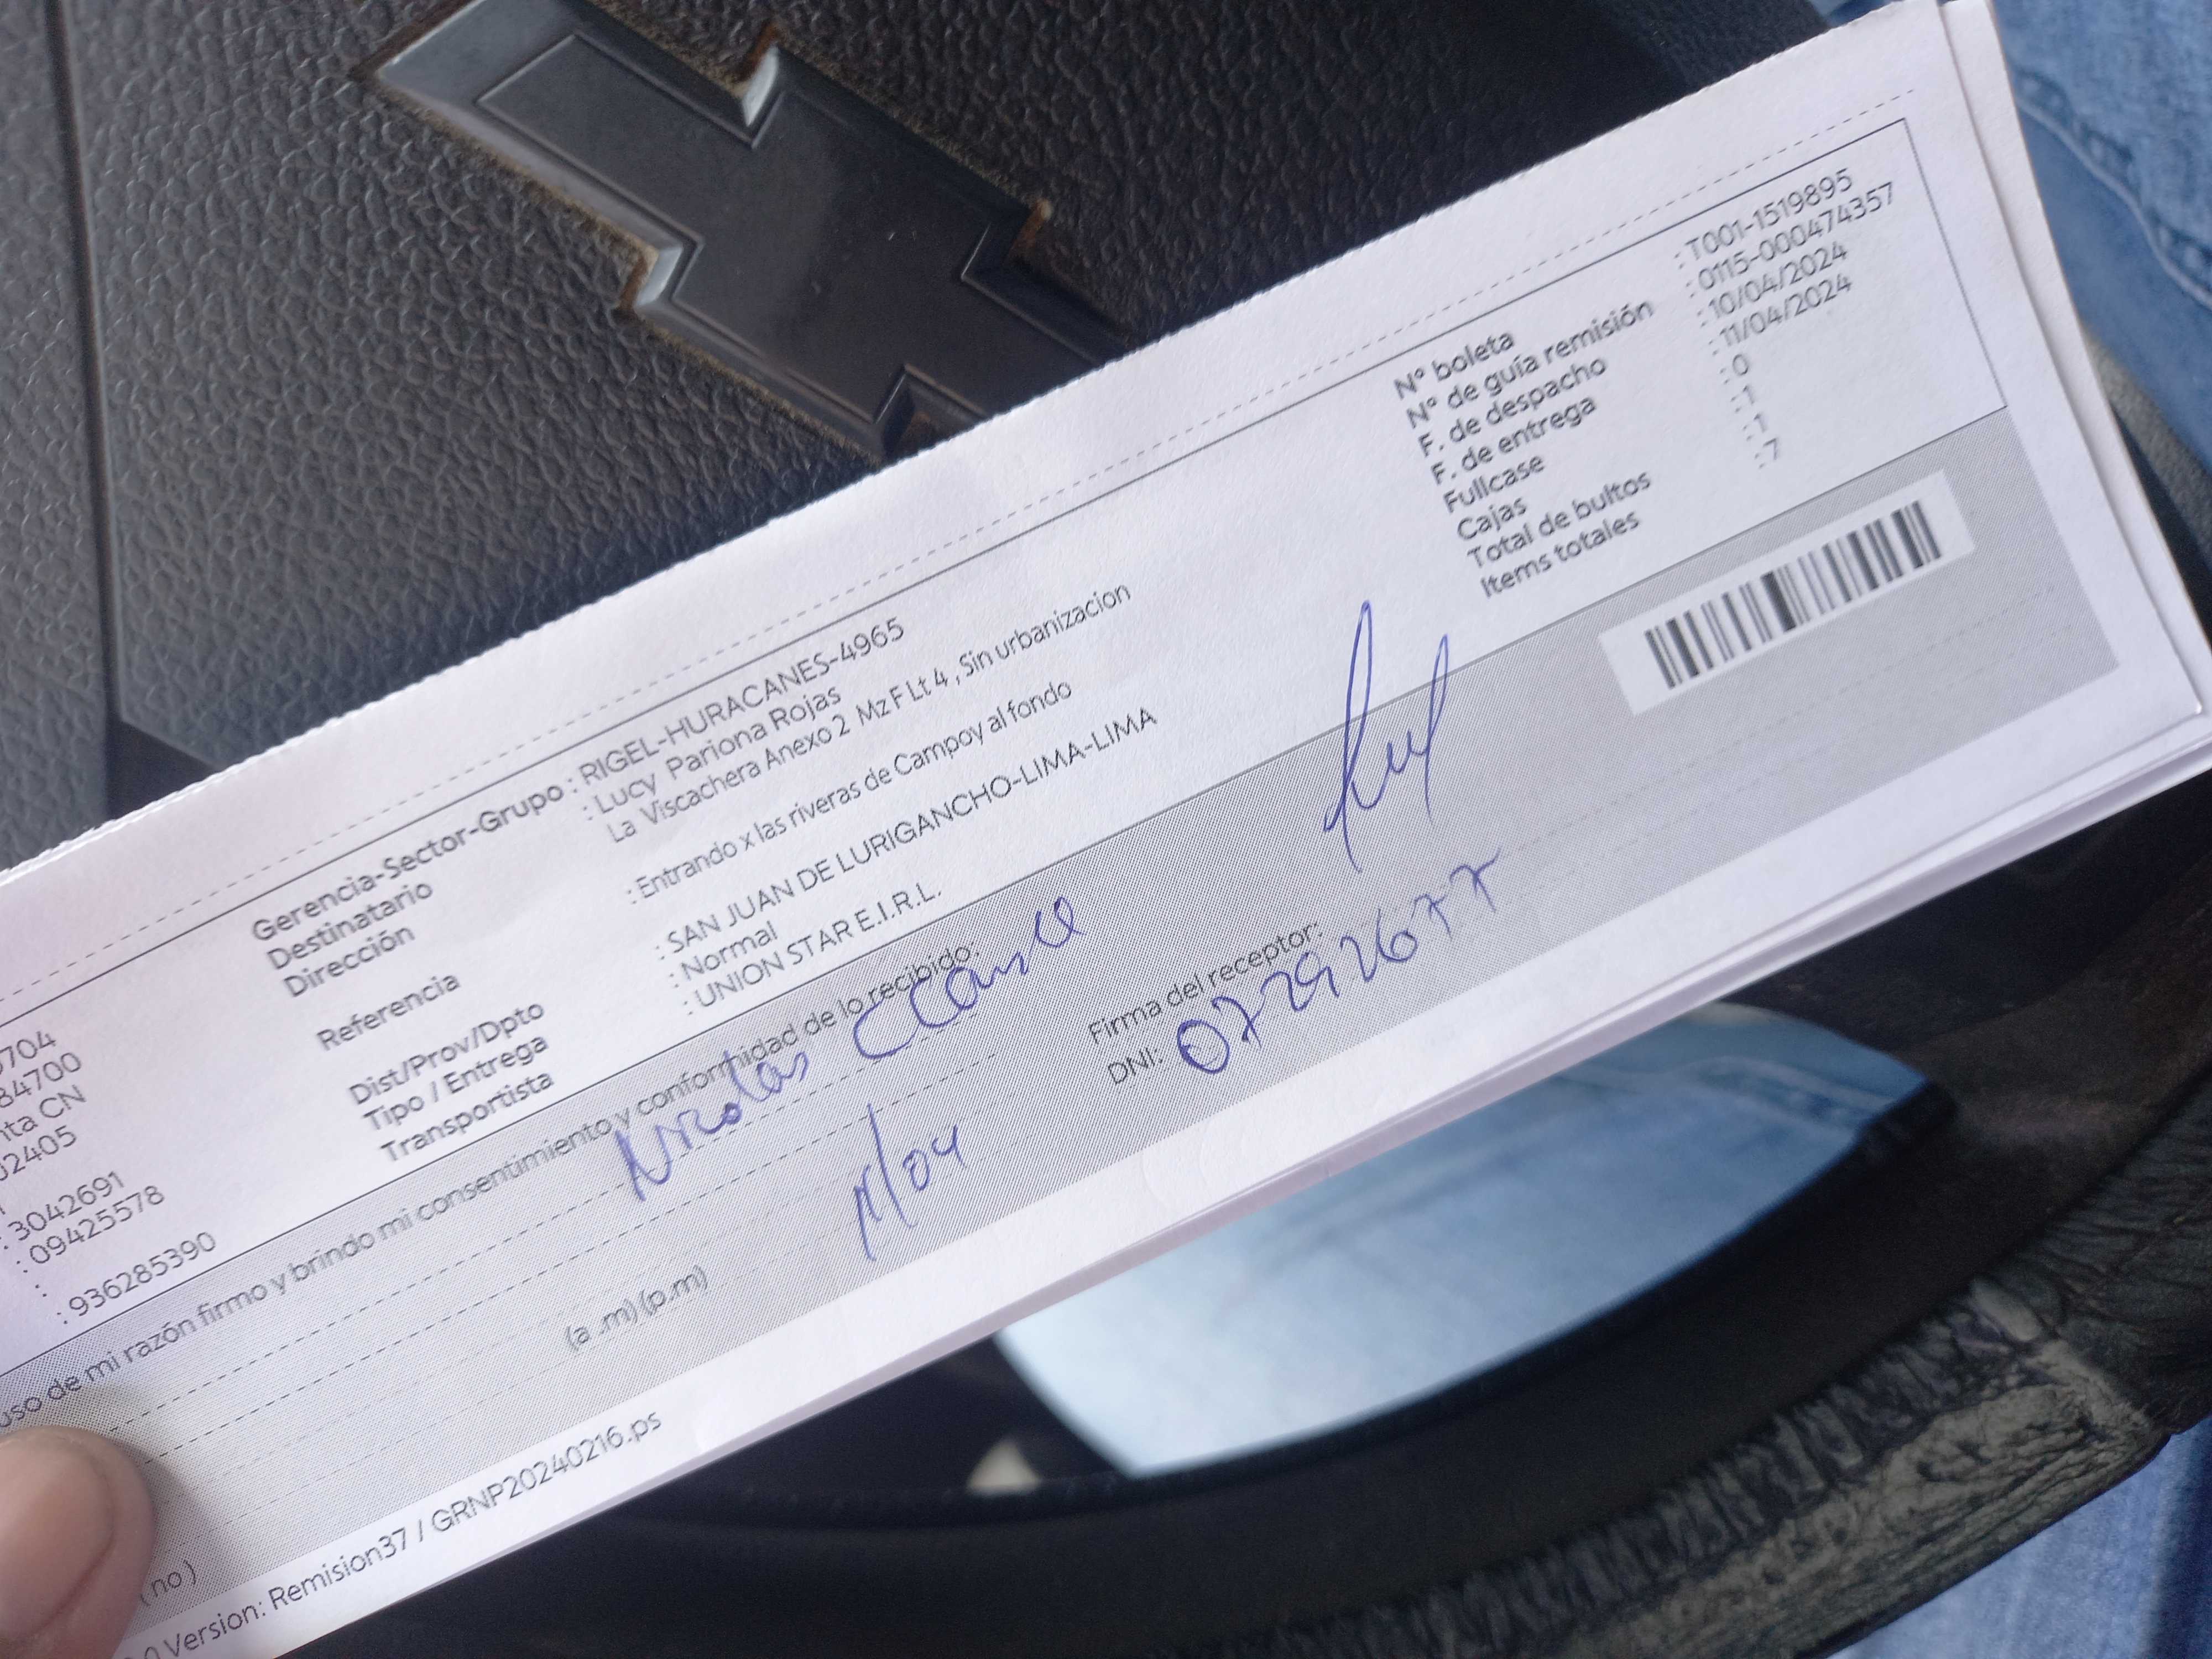 Gerencia-Sector-Grupo : RIGEL-HURACANES-4965
Destinatario : Lucy Pariona Rojas
Dirección La Viscachera Anexo 2 Mz F Lt 4 , Sin urbanizacion
Referencia : Entrando x las riveras de Campoy al fondo
Dist/Prov/Dpto : SAN JUAN DE LURIGANCHO-LIMA-LIMA
Tipo / Entrega : Normal
Transportista : UNION STAR E.I.R.L.
N° boleta : T001-1519895
N° de guía remisión : 0115-000474357
F. de despacho : 10/04/2024
F. de entrega : 11/04/2024
Fullcase : 0
Cajas : 1
Total de bultos : 1
Items totales : 7
704
84700
nta CN
02405
: 3042691
: 09425578
:
: 936285390
uso de mi razón firmo y brindo mi consentimiento y conformidad de lo recibido:
Nicolas
11/04
(a .m) (p.m)
Firma del receptor:
DNI: 07292677
(no)
0 Version: Remision37 / GRNP20240216.ps